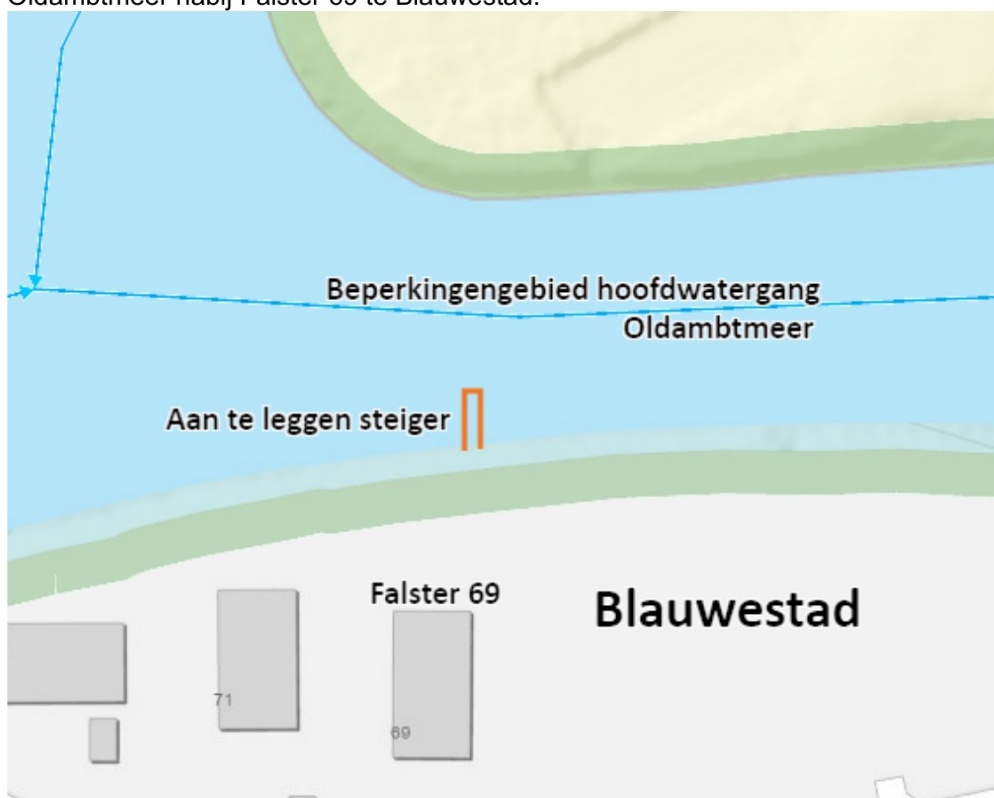 Oldambtmeer nabij Falster 69 te Blauwestad.
Beperkingengebied hoofdwatergang
Oldambtmeer
Aan te leggen steiger
Falster 69
Blauwestad
71
69